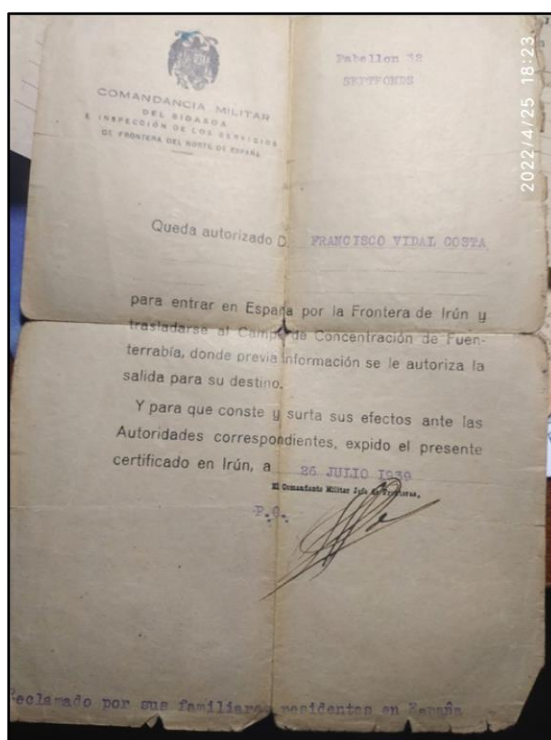 Pabellon 32
SEPTFONDS
COMANDANCIA MILITAR
DEL BIDASOA
E INSPECCIÓN DE LOS SERVICIOS
DE FRONTERA DEL NORTE DE ESPAÑA
2022/4/25 18:23
Queda autorizado D. FRANCISCO VIDAL COSTA
para entrar en España por la Frontera de Irún y
trasladarse al Campo de Concentración de Fuen-
terrabía, donde previa información se le autoriza la
salida para su destino.
Y para que conste y surta sus efectos ante las
Autoridades correspondientes, expido el presente
certificado en Irún, a 26 JULIO 1939
El Comandante Militar Jefe de Fronteras,
P.O.
Reclamado por sus familiares residentes en España